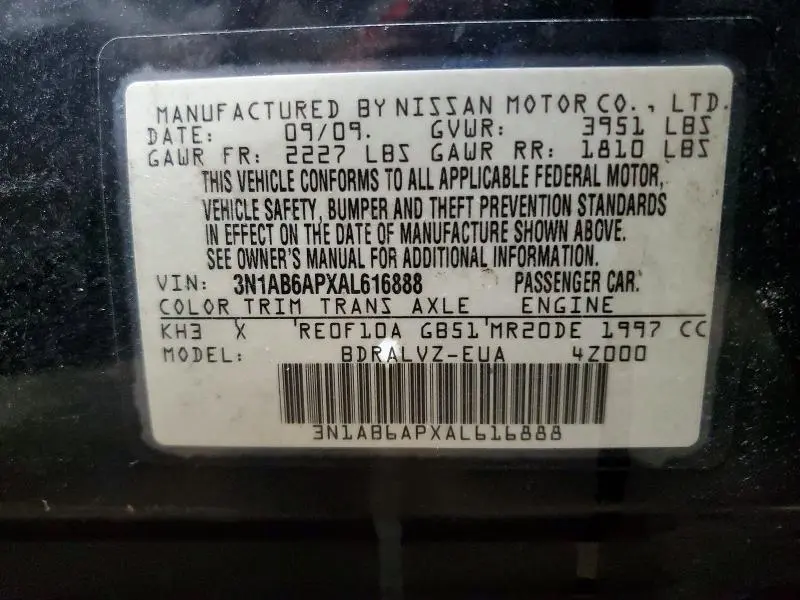 MANUFACTURED BY NISSAN MOTOR CO., LTD.
DATE: 09/09. GVWR: 3951 LBS
GAWR FR: 2227 LBS GAWR RR: 1810 LBS
THIS VEHICLE CONFORMS TO ALL APPLICABLE FEDERAL MOTOR,
VEHICLE SAFETY, BUMPER AND THEFT PREVENTION STANDARDS
IN EFFECT ON THE DATE OF MANUFACTURE SHOWN ABOVE.
SEE OWNER'S MANUAL FOR ADDITIONAL INFORMATION.
VIN: 3N1AB6APXAL616888 PASSENGER CAR.
COLOR TRIM TRANS AXLE ENGINE
KH3 X RE0F10A GB51 MR20DE 1997 CC
MODEL: BDRALVZ-EUA 4Z000
3N1AB6APXAL616888